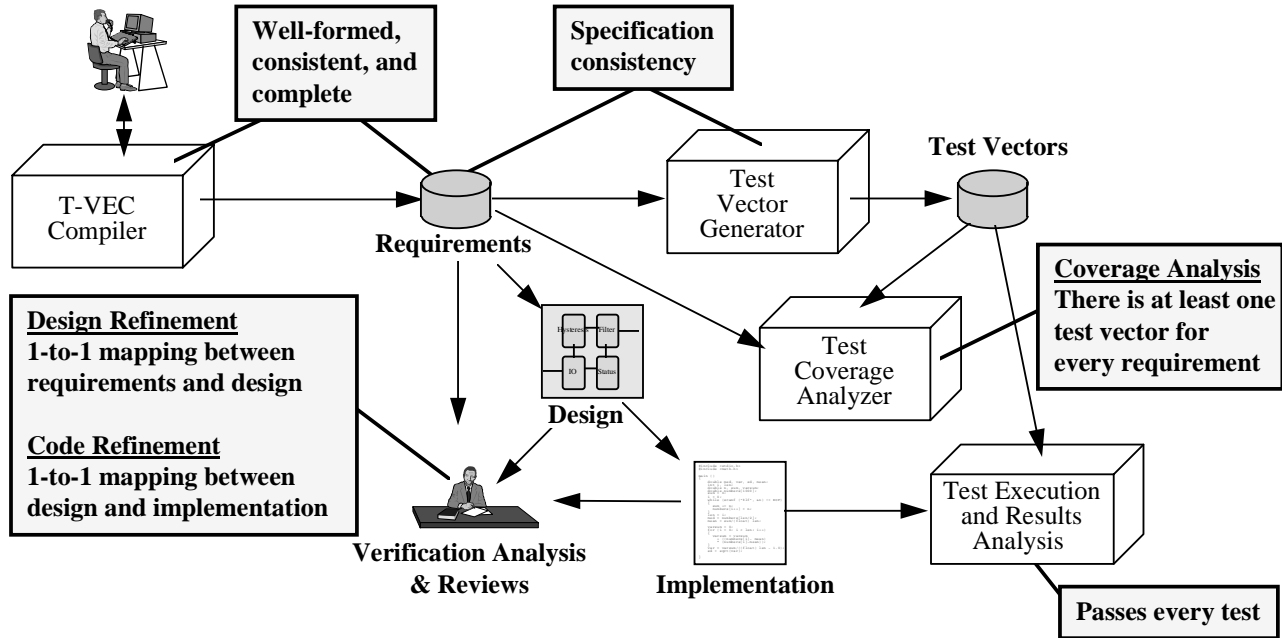 Well-formed,
consistent, and
complete
Specification
consistency
T-VEC
Compiler
Requirements
Test
Vector
Generator
Test Vectors
Coverage Analysis
There is at least one
test vector for
every requirement
Design Refinement
1-to-1 mapping between
requirements and design
Code Refinement
1-to-1 mapping between
design and implementation
Hysteresis
Filter
IO
Status
Design
Test
Coverage
Analyzer
Verification Analysis
& Reviews
Implementation
Test Execution
and Results
Analysis
Passes every test